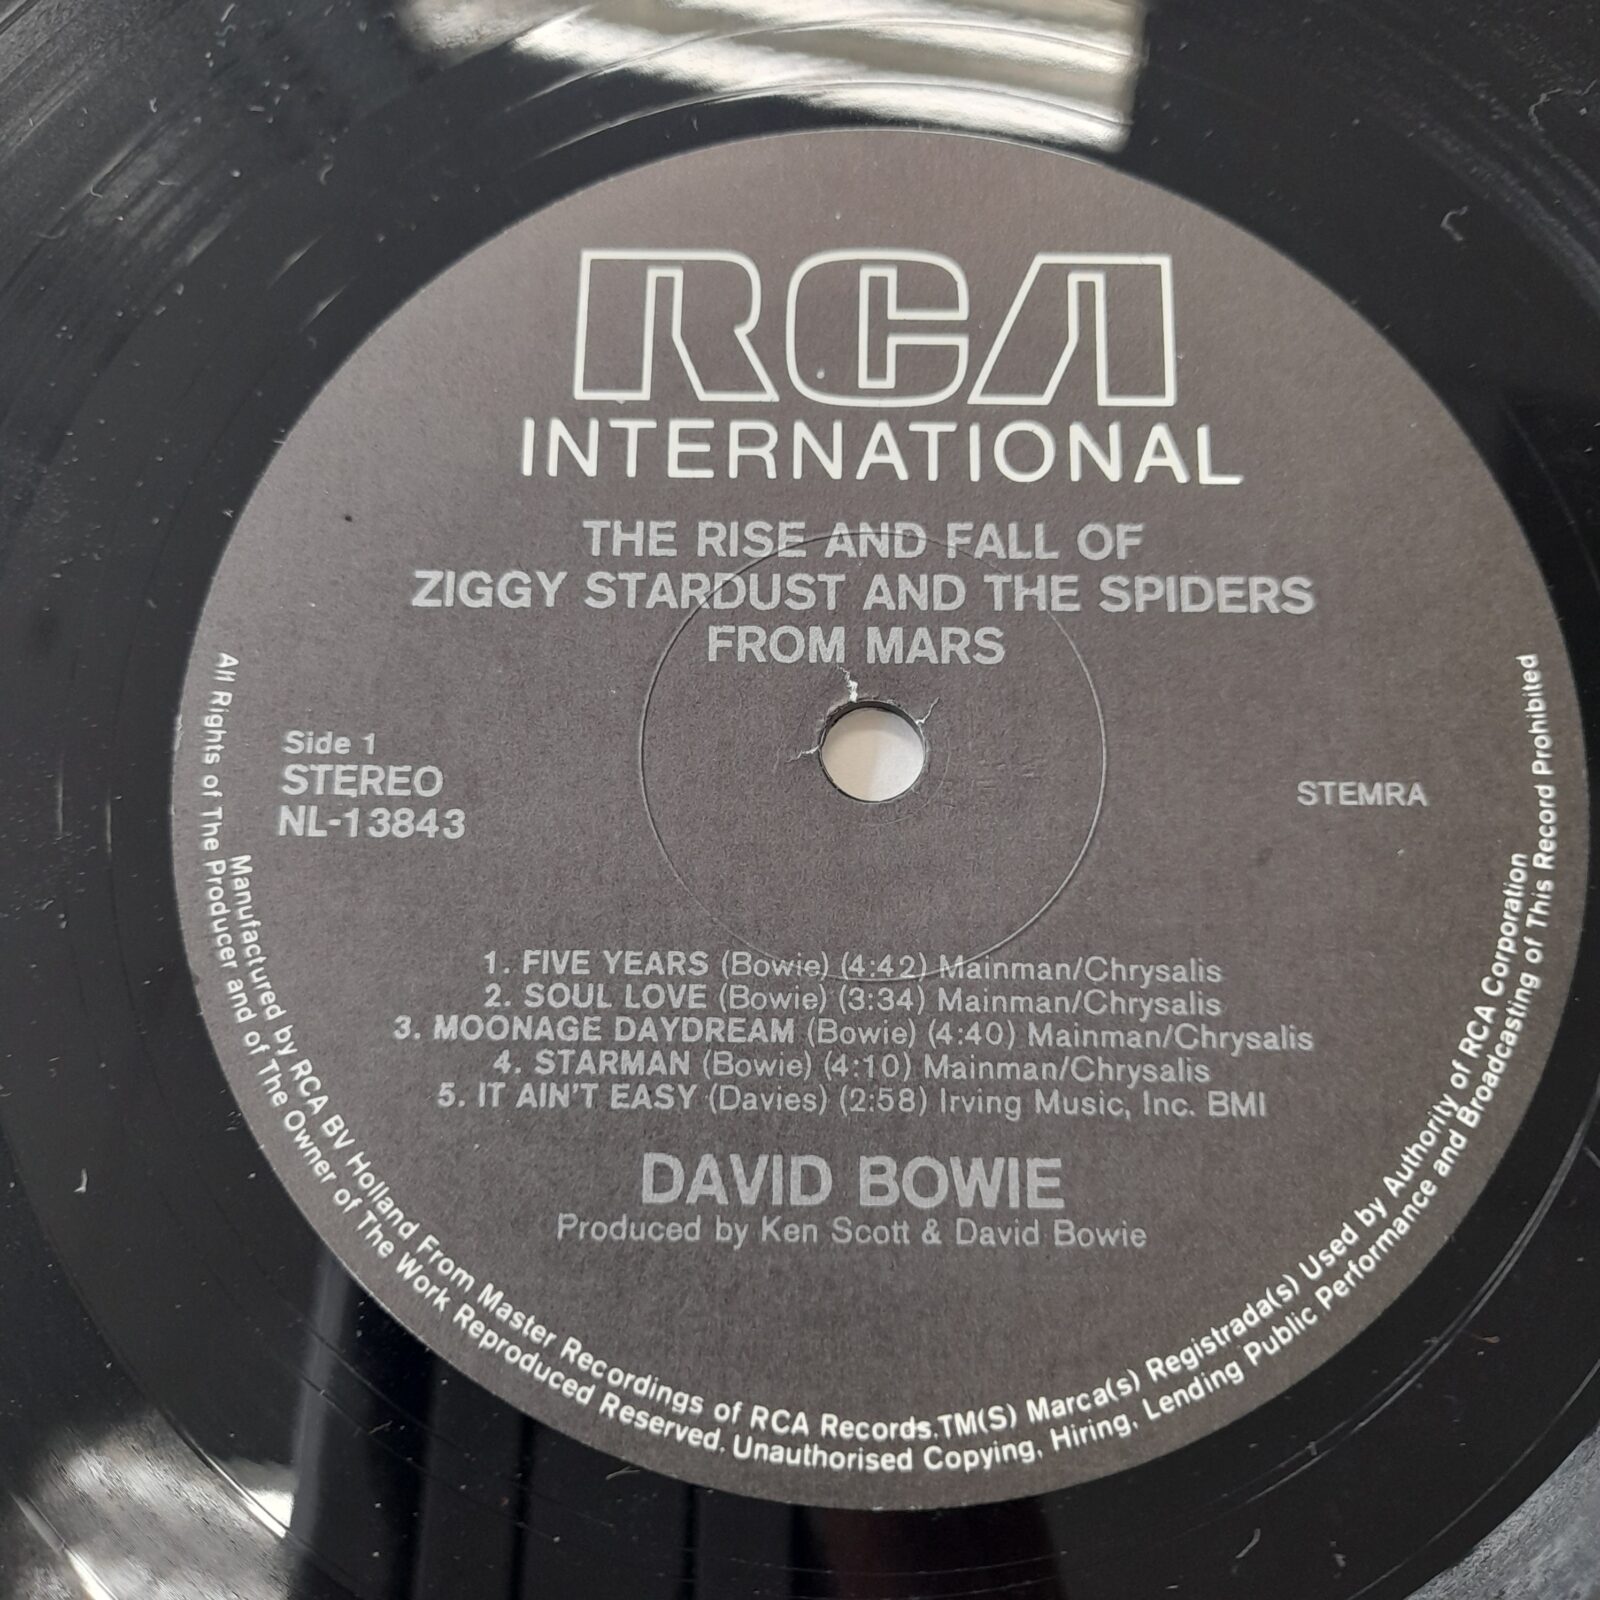 RCA
INTERNATIONAL
THE RISE AND FALL OF
ZIGGY STARDUST AND THE SPIDERS
FROM MARS
Side 1
STEREO
NL-13843
STEMRA
1. FIVE YEARS (Bowie) (4:42) Mainman/Chrysalis
2. SOUL LOVE (Bowie) (3:34) Mainman/Chrysalis
3. MOONAGE DAYDREAM (Bowie) (4:40) Mainman/Chrysalis
4. STARMAN (Bowie) (4:10) Mainman/Chrysalis
5. IT AIN'T EASY (Davies) (2:58) Irving Music, Inc. BMI
DAVID BOWIE
Produced by Ken Scott & David Bowie
Manufactured by RCA BV Holland From Master Recordings of RCA Records.TM(S) Marca(s) Registrada(s) Used by Authority of RCA Corporation
All Rights of The Producer and of The Owner of The Work Reproduced Reserved. Unauthorised Copying, Hiring, Lending Public Performance and Broadcasting of This Record Prohibited